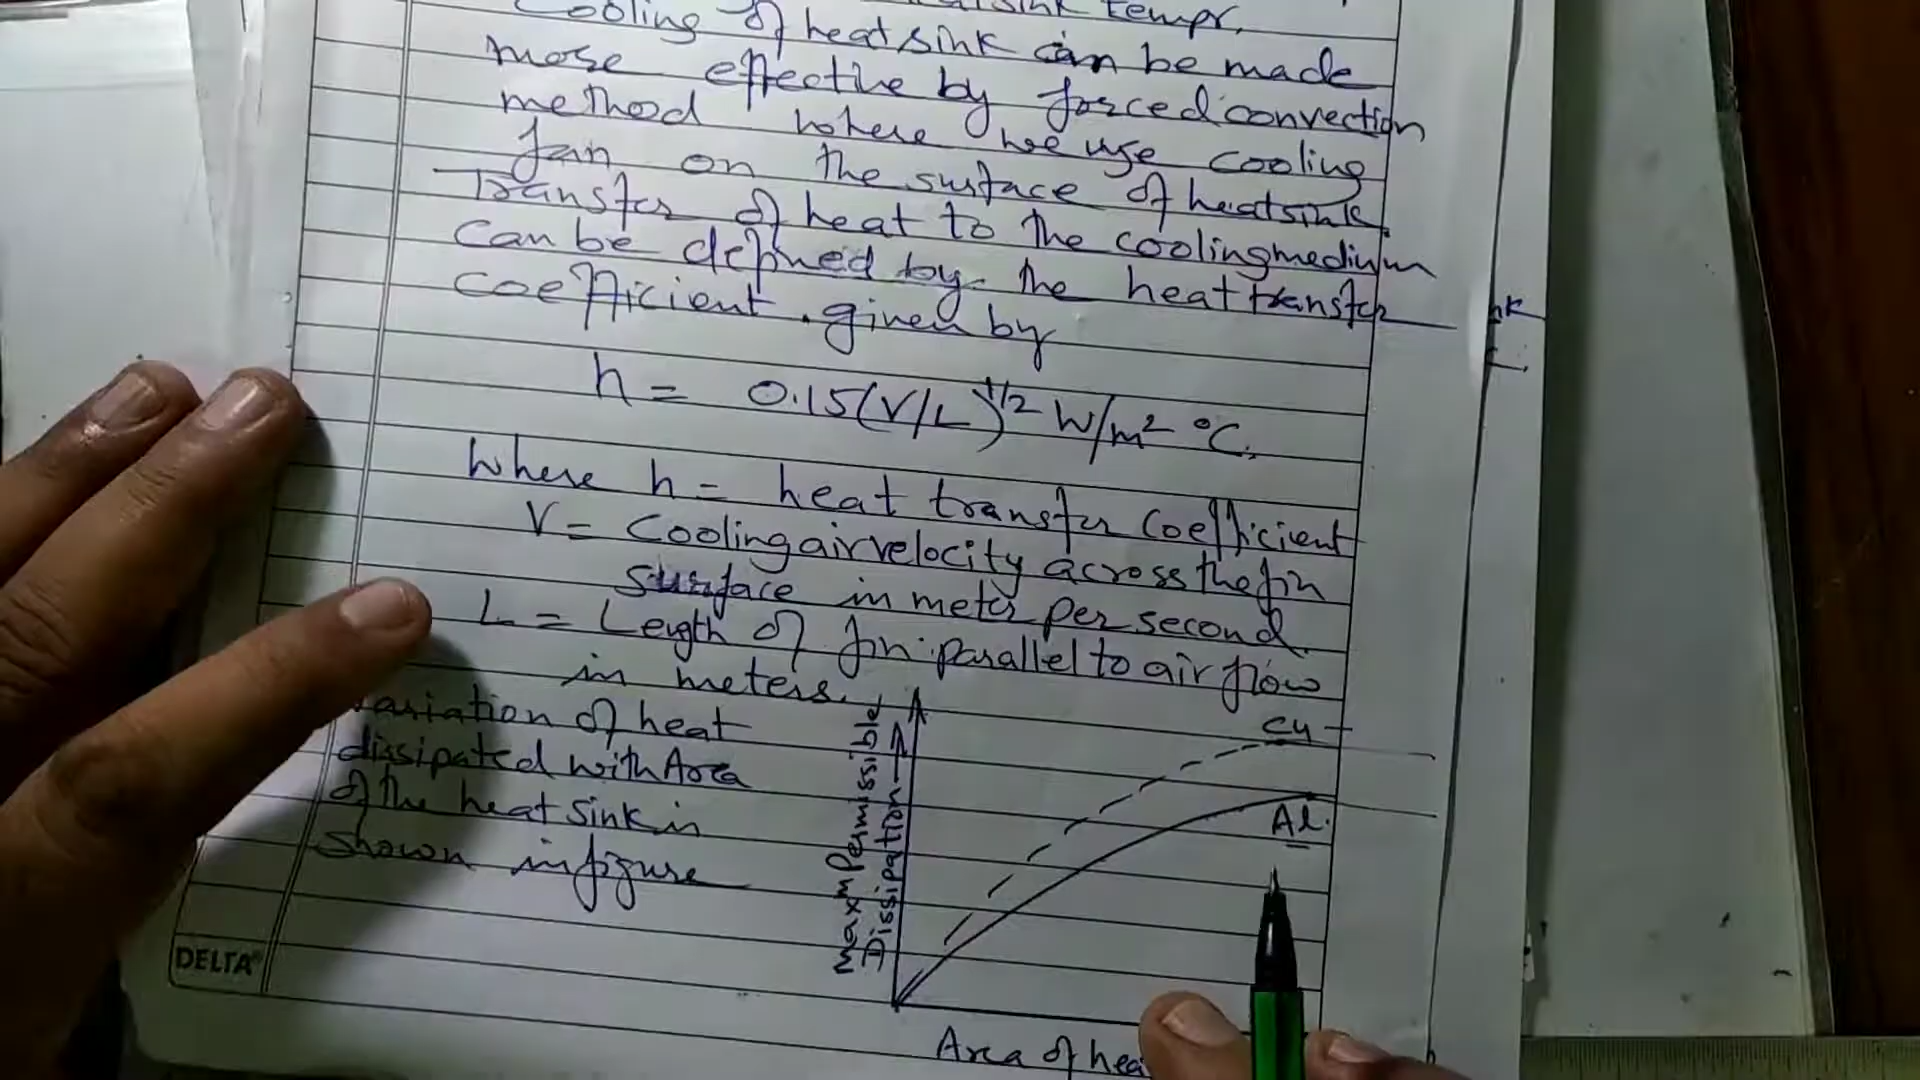 heatsink tempr.
Cooling of heatsink can be made
more effective by forced convection
method where we use cooling
fan on the surface of heatsink.
Transfer of heat to the cooling medium
can be defined by the heat transfer
coefficient. given by
h = 0.15(V/L)^1/2 W/m² °C.
Where h = heat transfer coefficient
V = Cooling air velocity across the fin
surface in meter per second.
L = Length of fin parallel to air flow
in meters.
Variation of heat
dissipated with Area
of the heat sink is
shown in figure
Maxm Permissible
Dissipation
Cu
Al.
Area of hea
DELTA